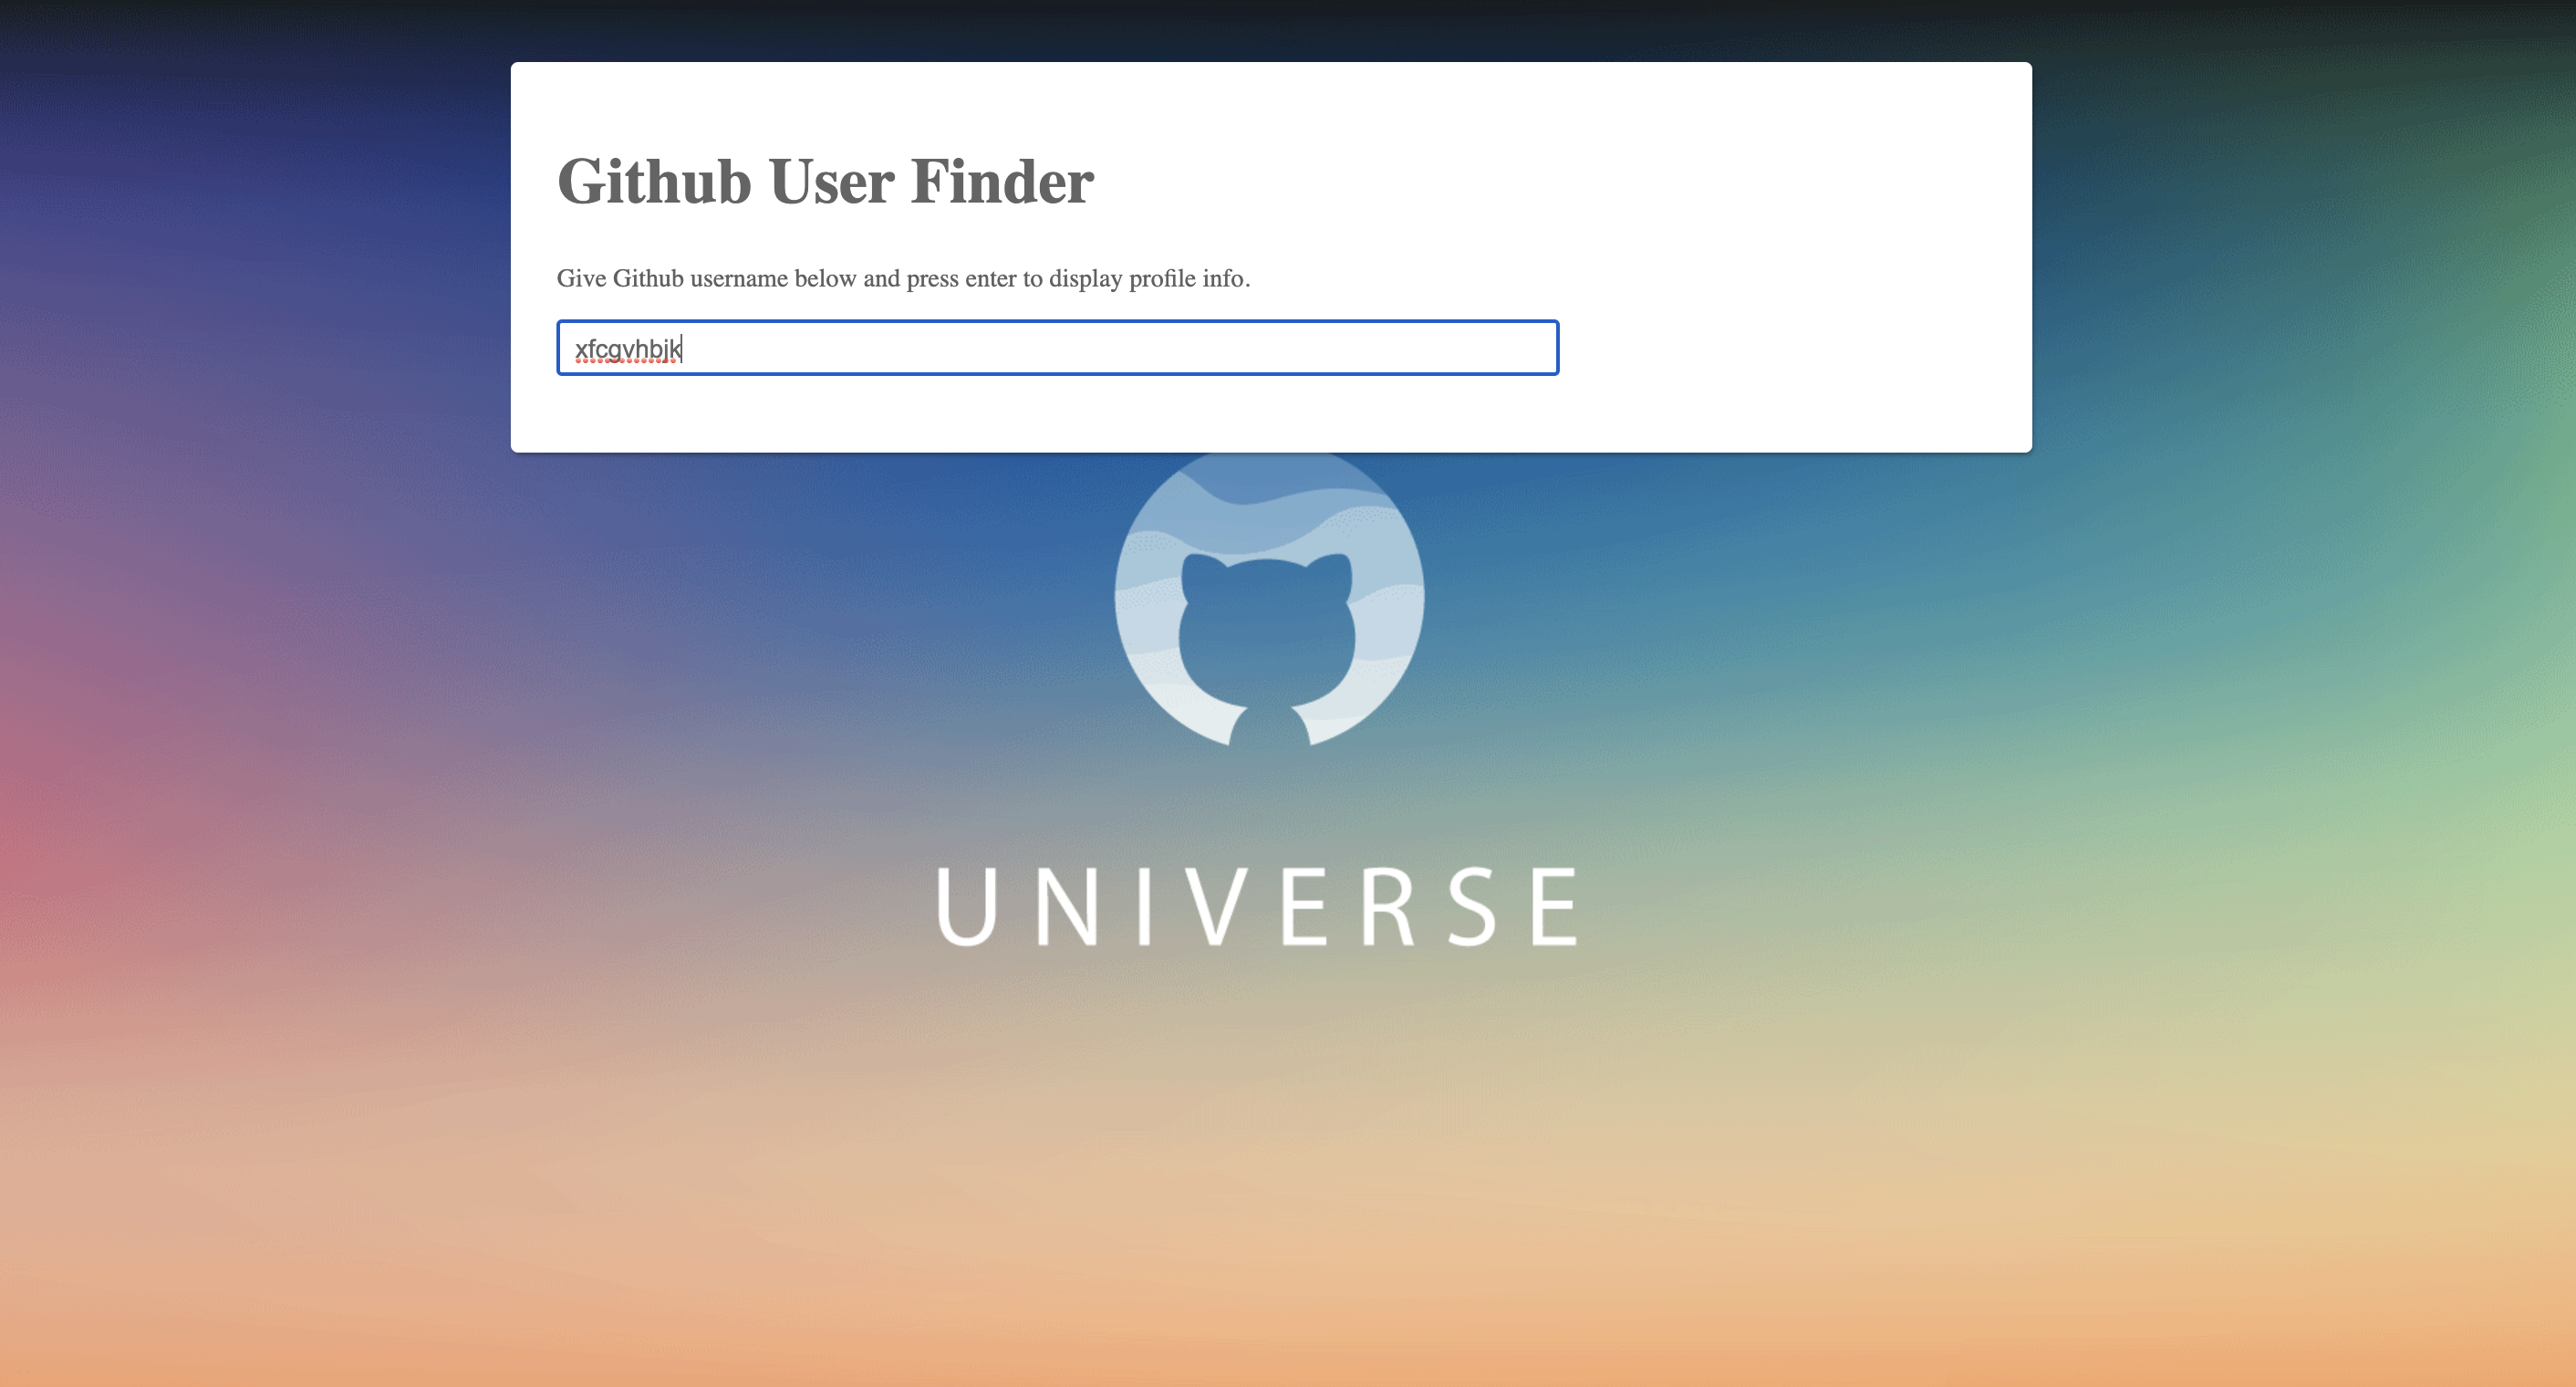 Github User Finder
Give Github username below and press enter to display profile info.
xfcgvhbjk
UNIVERSE